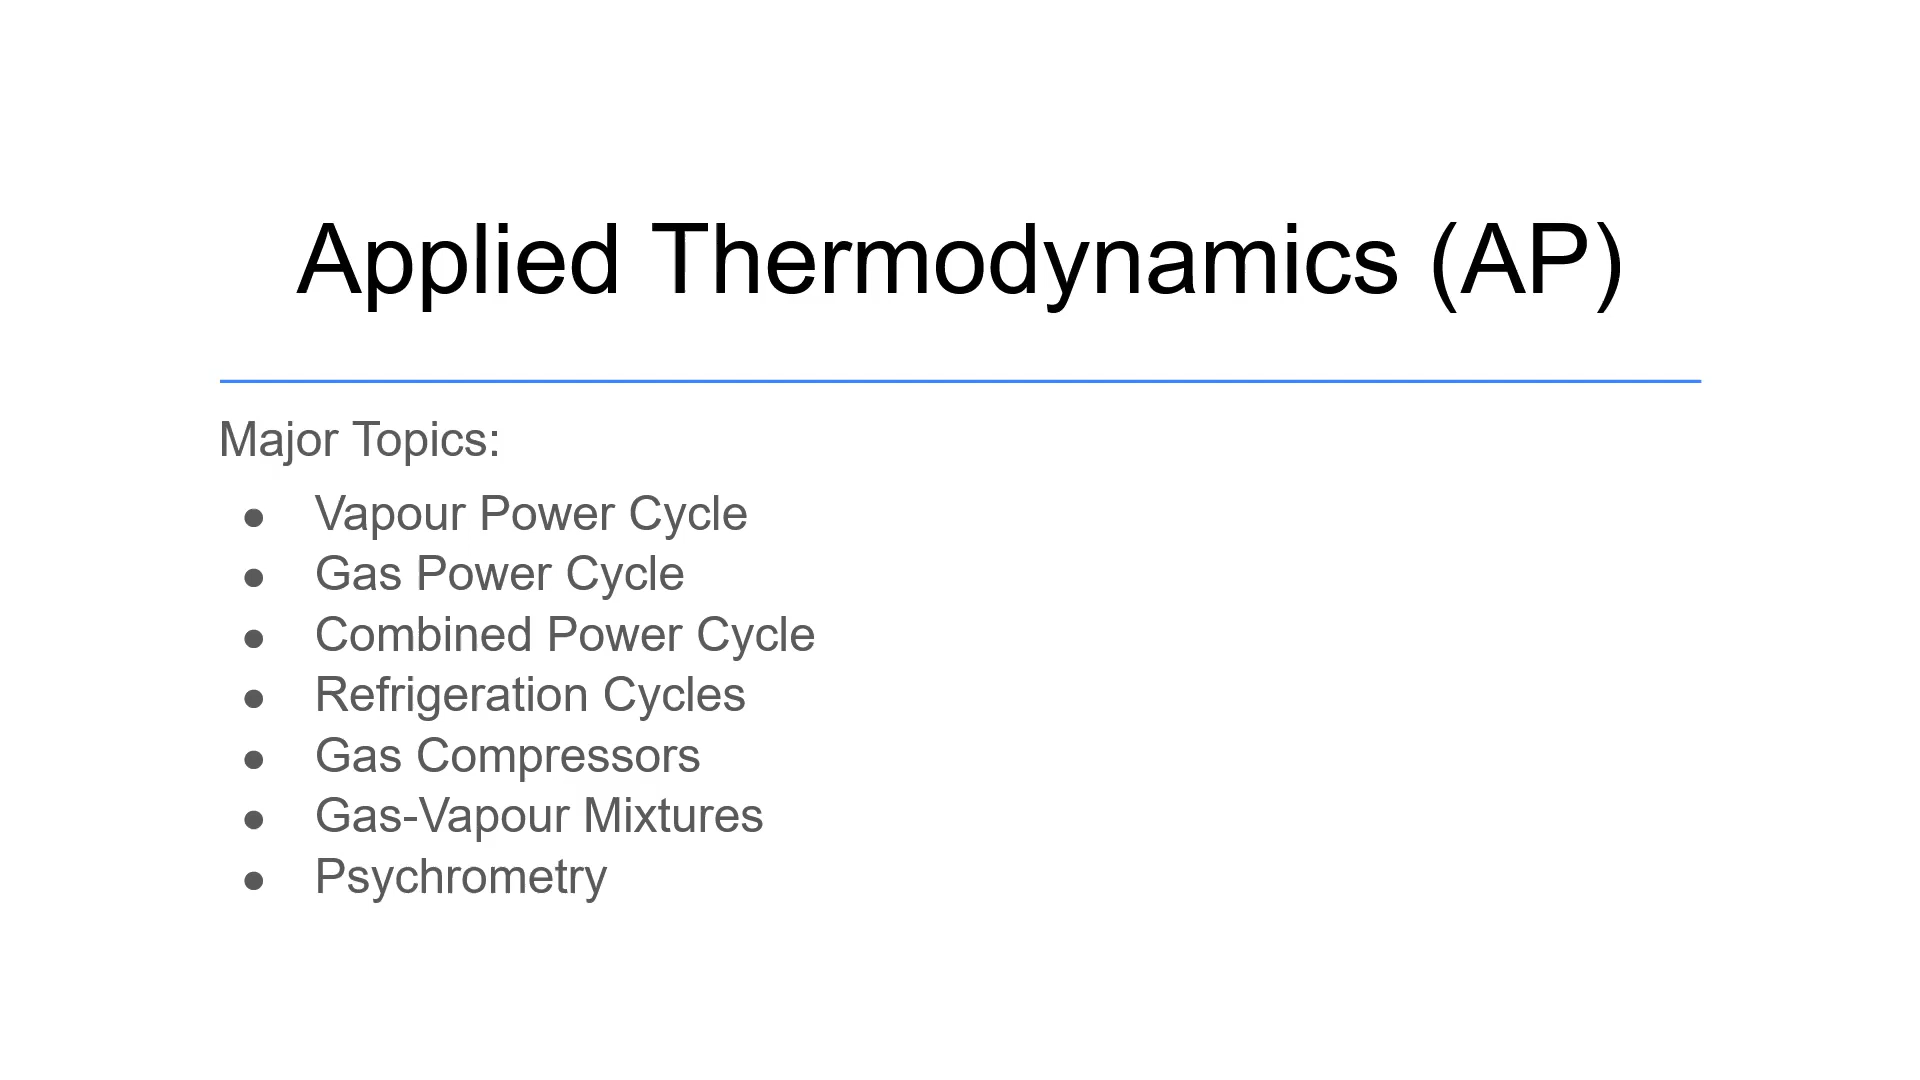 Applied Thermodynamics (AP)
Major Topics:
● Vapour Power Cycle
● Gas Power Cycle
● Combined Power Cycle
● Refrigeration Cycles
● Gas Compressors
● Gas-Vapour Mixtures
● Psychrometry